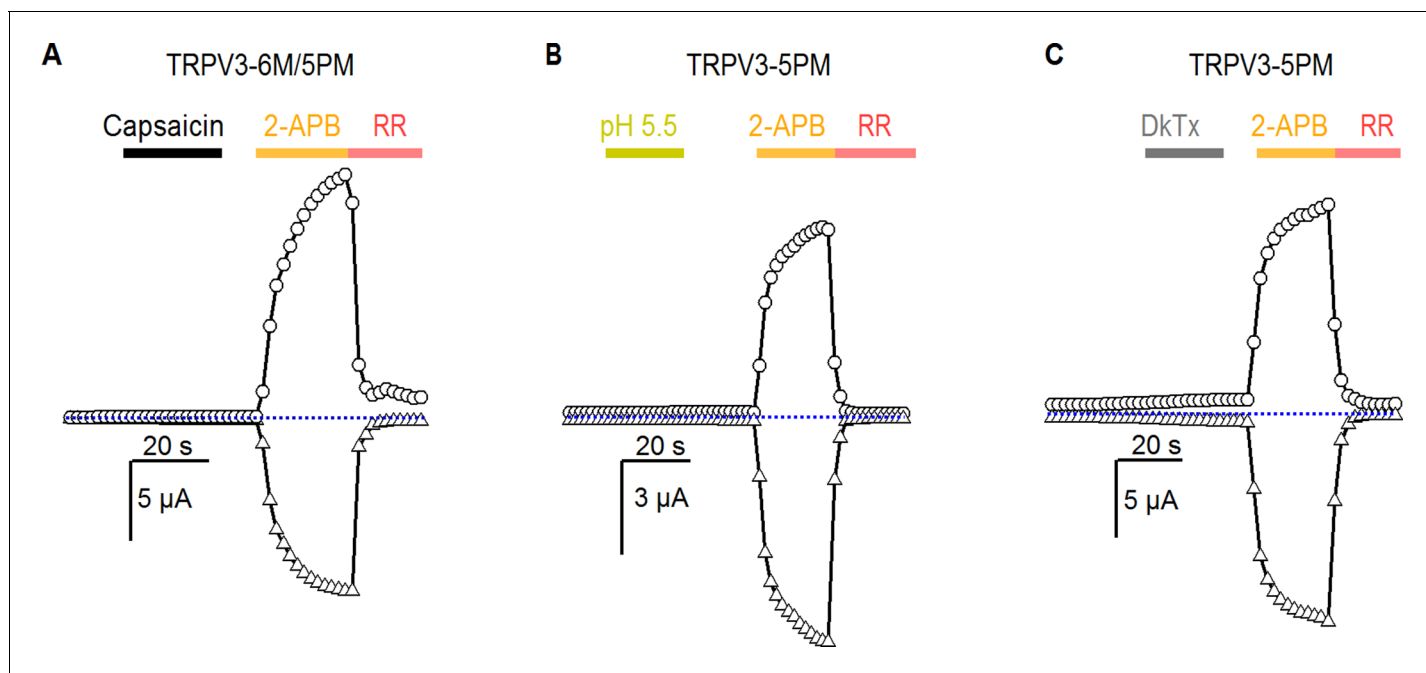 A
TRPV3-6M/5PM
Capsaicin 2-APB RR
20 s
5 µA
B
TRPV3-5PM
pH 5.5 2-APB RR
20 s
3 µA
C
TRPV3-5PM
DkTx 2-APB RR
20 s
5 µA